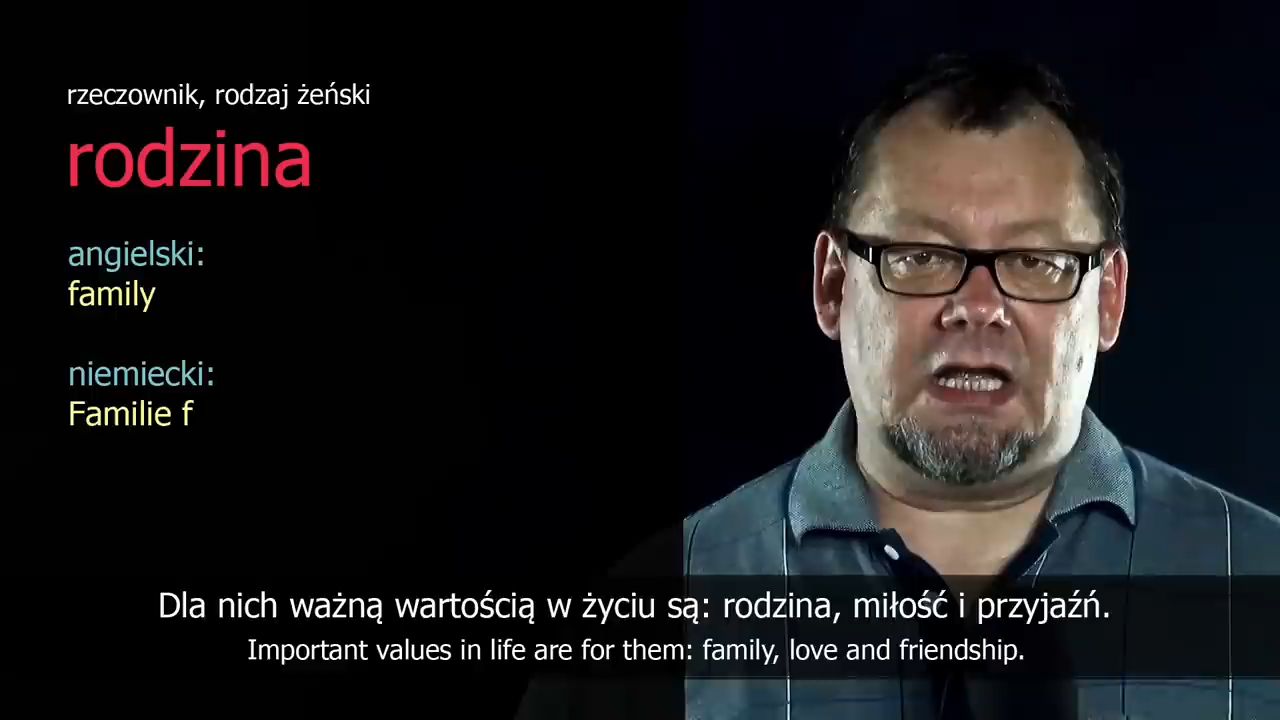 rzeczownik, rodzaj żeński
rodzina
angielski:
family
niemiecki:
Familie f
Dla nich ważną wartością w życiu są: rodzina, miłość i przyjaźń.
Important values in life are for them: family, love and friendship.